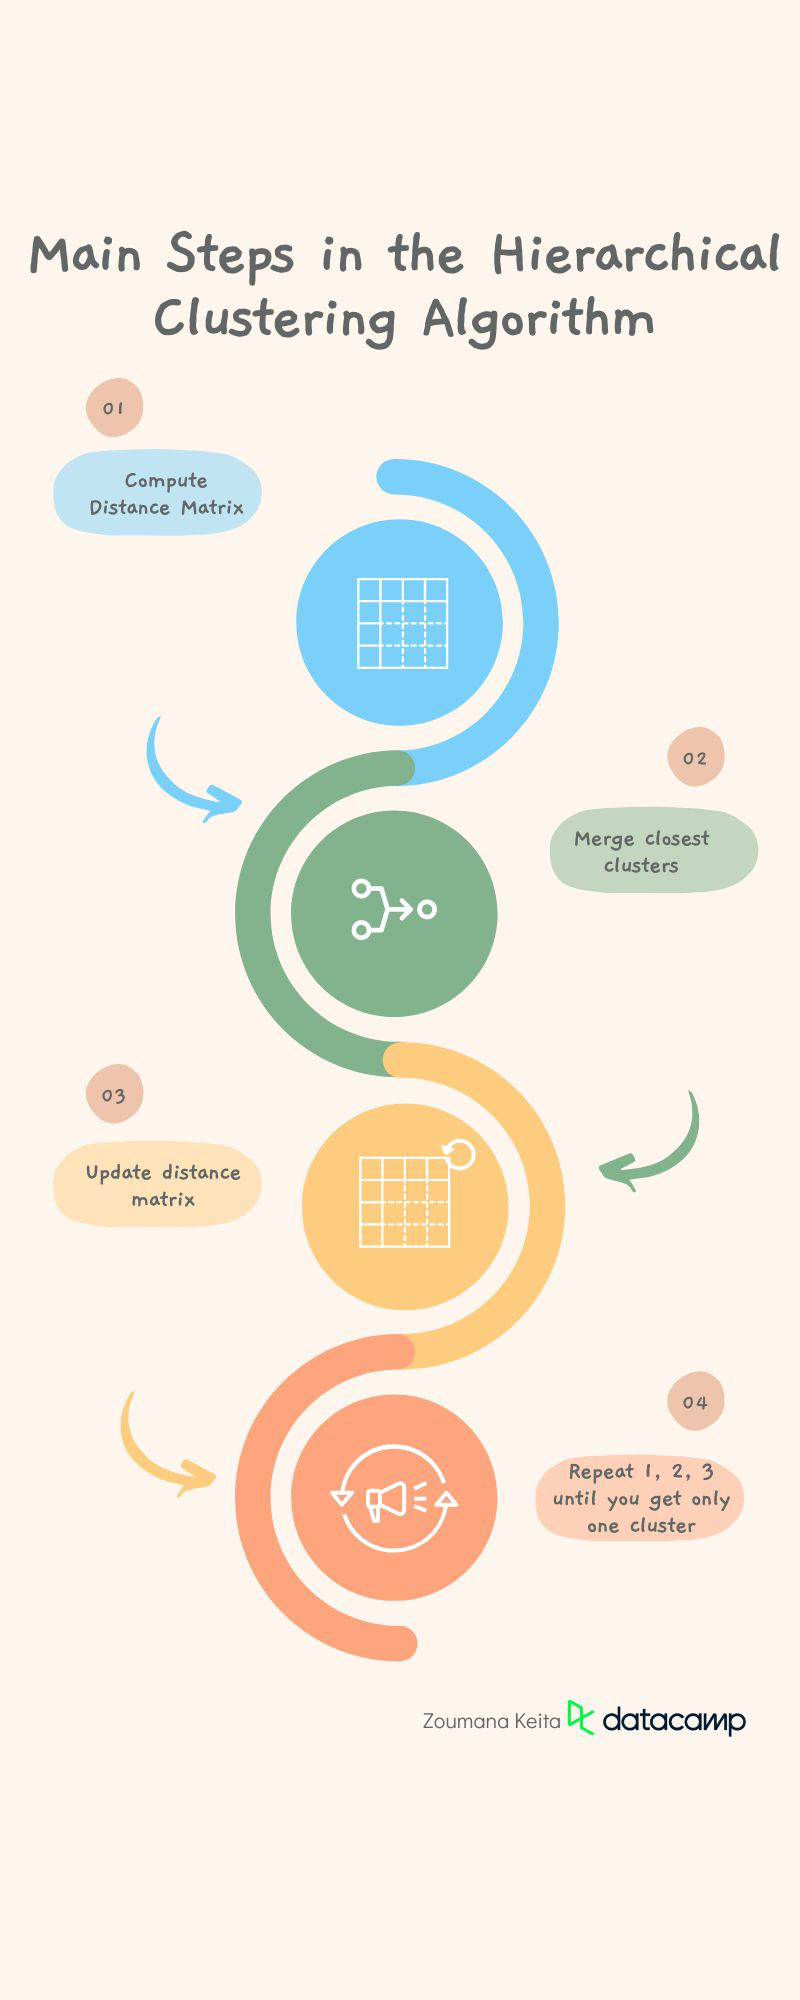 Main Steps in the Hierarchical
Clustering Algorithm
01
Compute
Distance Matrix
02
Merge closest
clusters
03
Update distance
matrix
04
Repeat 1, 2, 3
until you get only
one cluster
Zoumana Keita datacamp